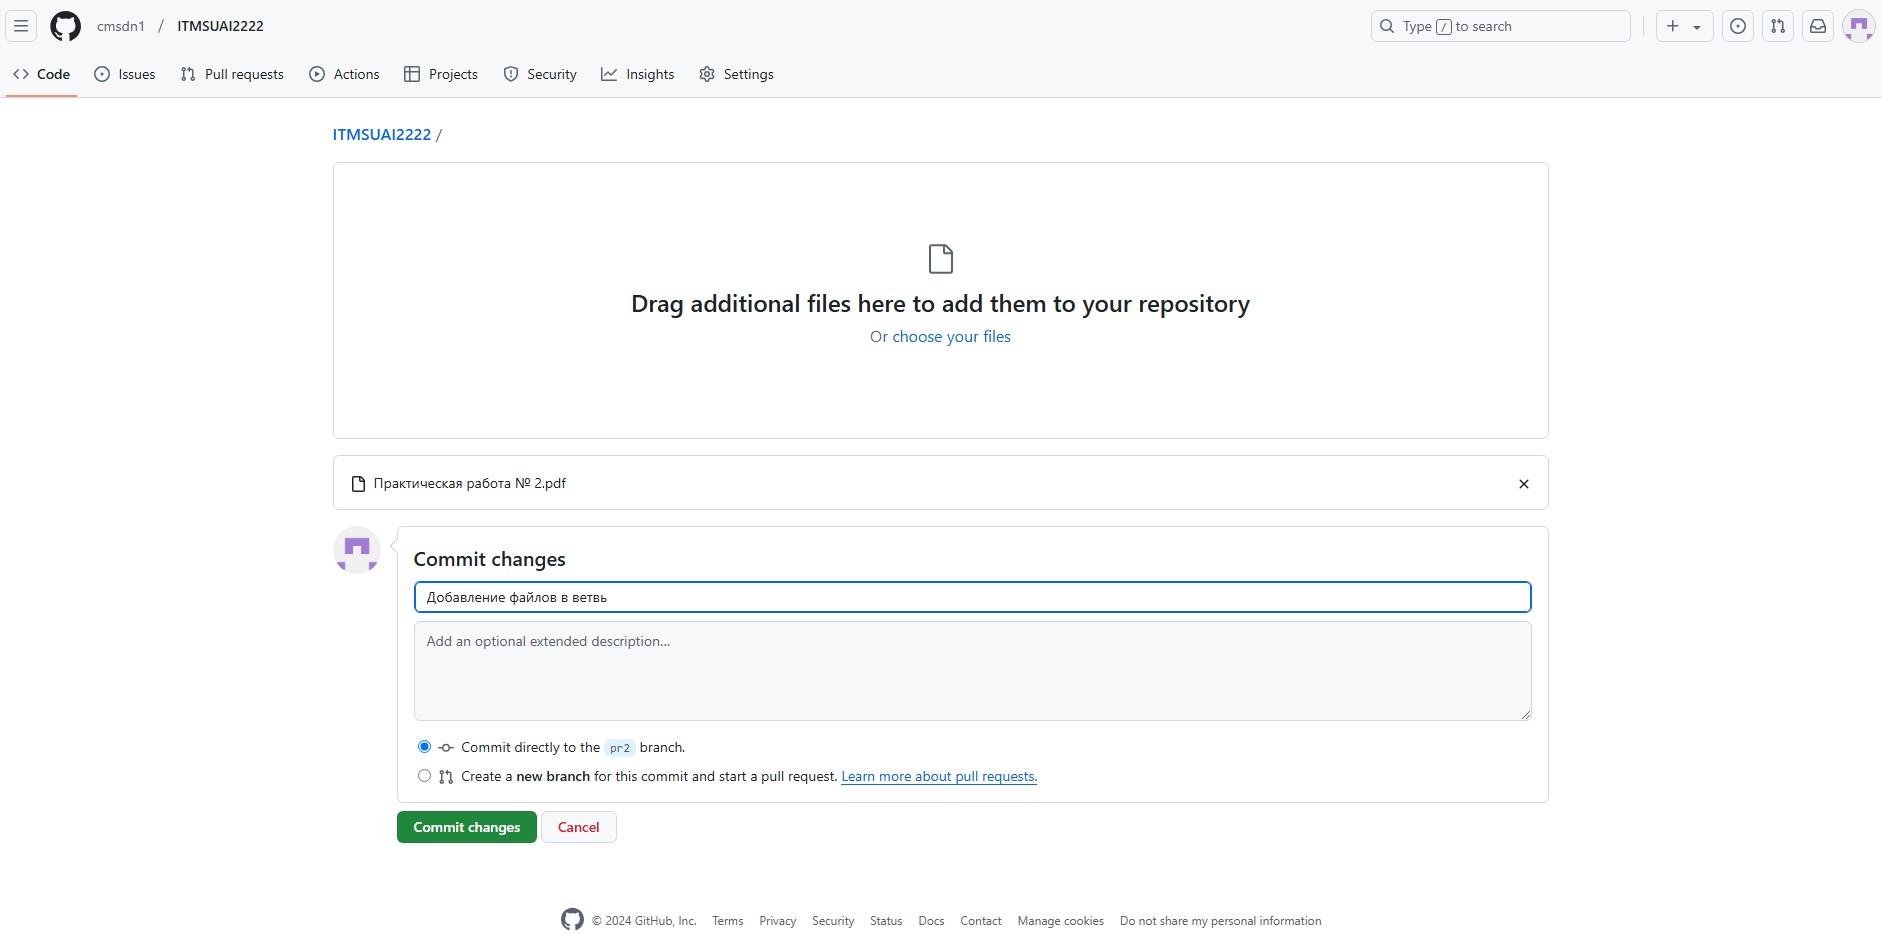 cmsdn1 / ITMSUAI2222
Type / to search
Code Issues Pull requests Actions Projects Security Insights Settings
ITMSUAI2222 /
Drag additional files here to add them to your repository
Or choose your files
Практическая работа № 2.pdf
Commit changes
Добавление файлов в ветвь
Add an optional extended description...
Commit directly to the pr2 branch.
Create a new branch for this commit and start a pull request. Learn more about pull requests.
Commit changes Cancel
© 2024 GitHub, Inc. Terms Privacy Security Status Docs Contact Manage cookies Do not share my personal information